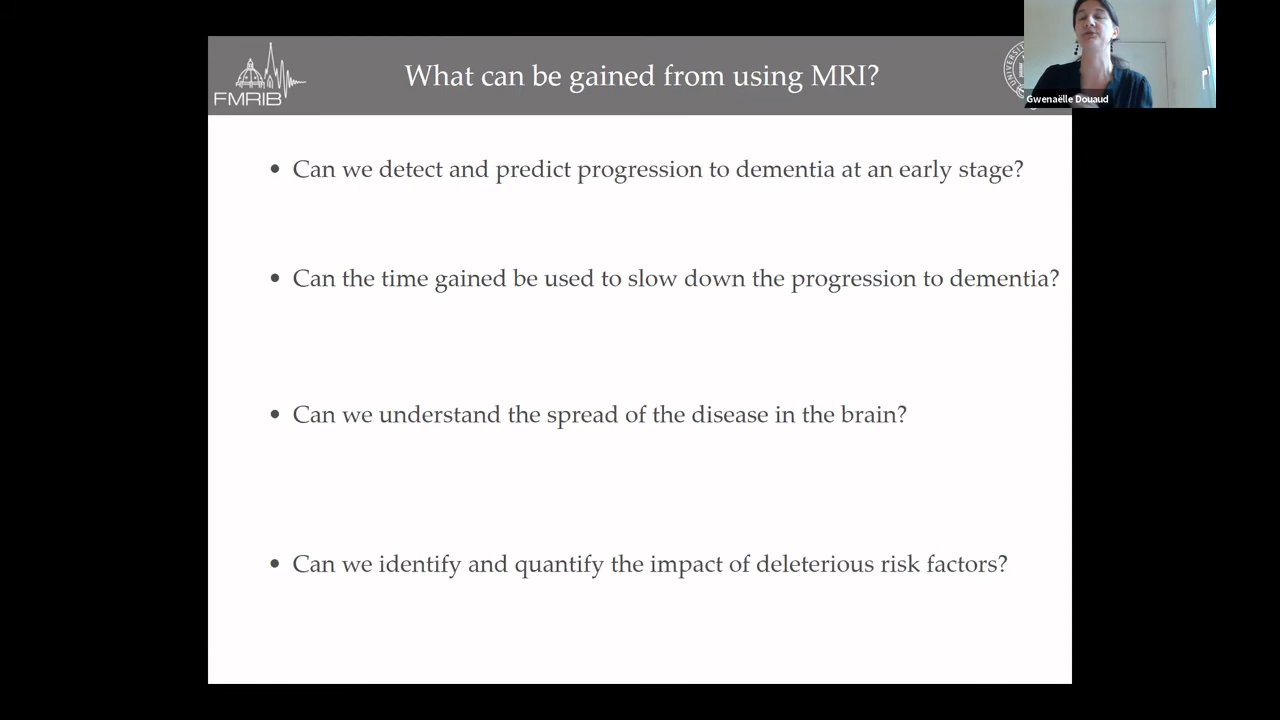 FMRIB
What can be gained from using MRI?
UNIVERSIT
Gwenaëlle Douaud
• Can we detect and predict progression to dementia at an early stage?
• Can the time gained be used to slow down the progression to dementia?
• Can we understand the spread of the disease in the brain?
• Can we identify and quantify the impact of deleterious risk factors?